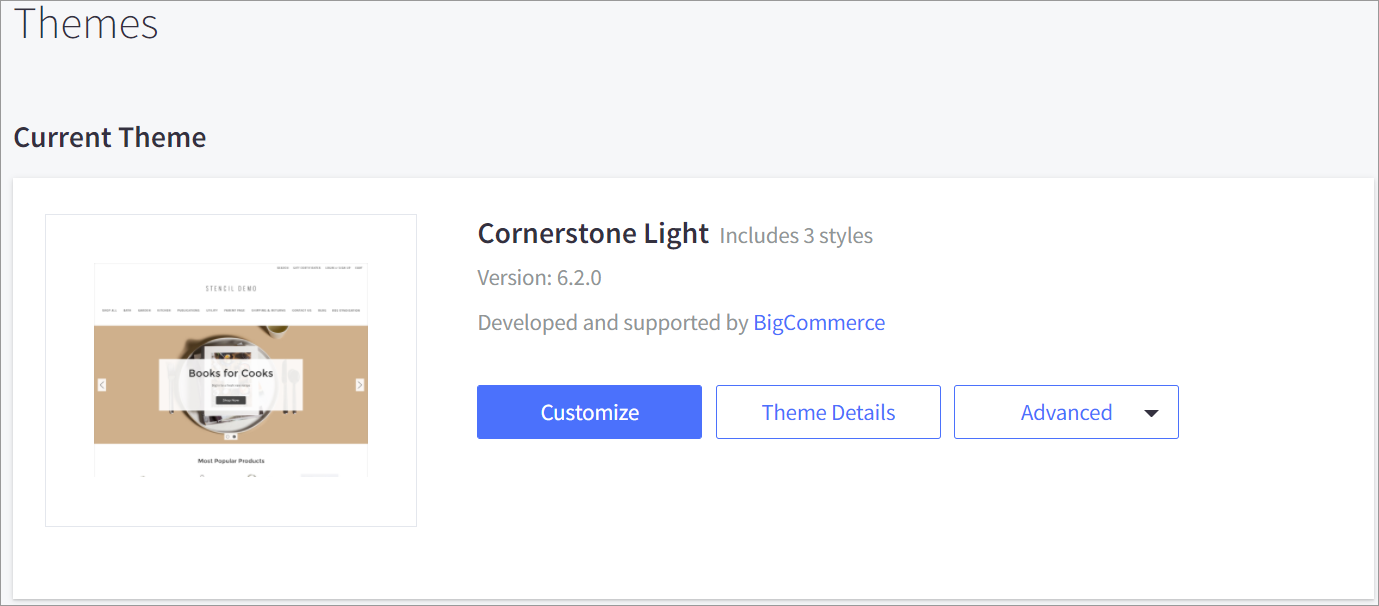 Themes
Current Theme
Cornerstone Light Includes 3 styles
Version: 6.2.0
Developed and supported by BigCommerce
Customize
Theme Details
Advanced
STENCIL DEMO
Books for Cooks
Shop Now
Most Popular Products